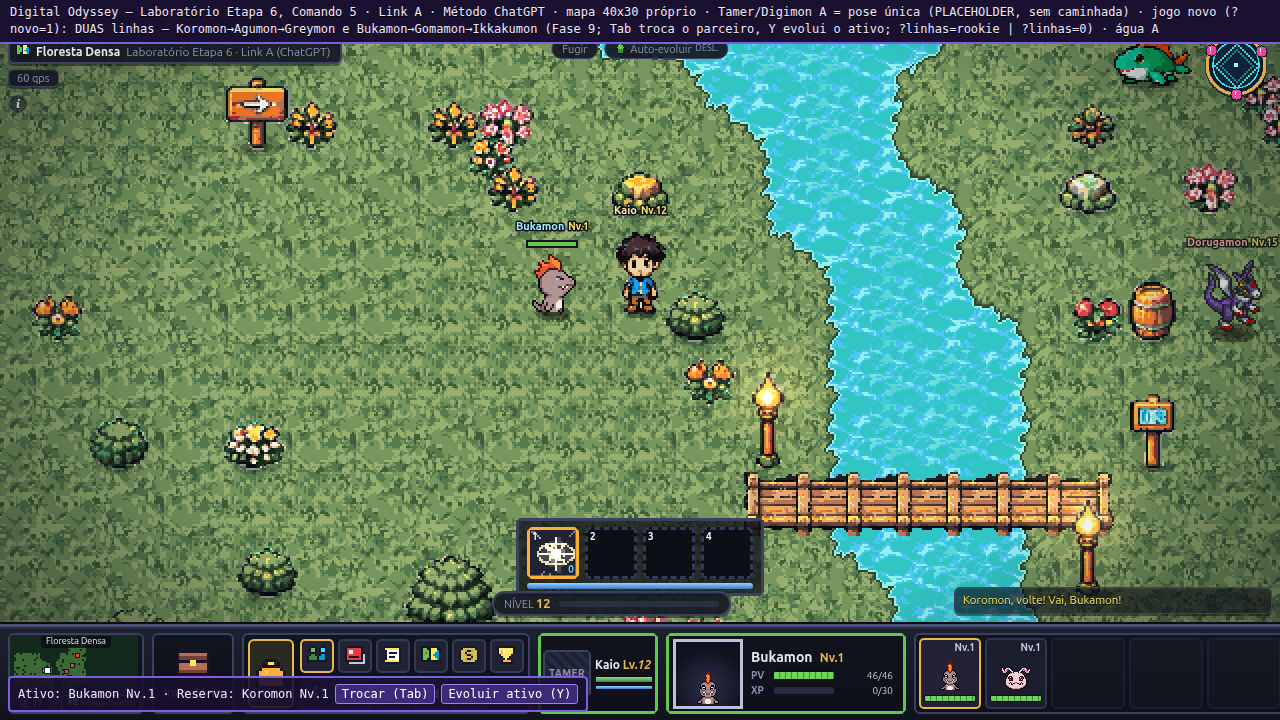 Digital Odyssey — Laboratório Etapa 6, Comando 5 · Link A · Método ChatGPT · mapa 40x30 próprio · Tamer/Digimon A = pose única (PLACEHOLDER, sem caminhada) · jogo novo (?
novo=1): DUAS linhas — Koromon→Agumon→Greymon e Bukamon→Gomamon→Ikkakumon (Fase 9; Tab troca o parceiro, Y evolui o ativo; ?linhas=rookie | ?linhas=0) · água A
Floresta Densa Laboratório Etapa 6 · Link A (ChatGPT)
Fugir
Auto-evoluir DESL.
60 qps
i
Kaio Nv.12
Bukamon Nv.1
Dorugamon Nv.15
1 2 3 4
0
NÍVEL 12
Koromon, volte! Vai, Bukamon!
Floresta Densa
TAMER
Kaio Lv.12
Bukamon Nv.1
PV 46/46
XP 0/30
Nv.1
Nv.1
Ativo: Bukamon Nv.1 · Reserva: Koromon Nv.1 Trocar (Tab) Evoluir ativo (Y)